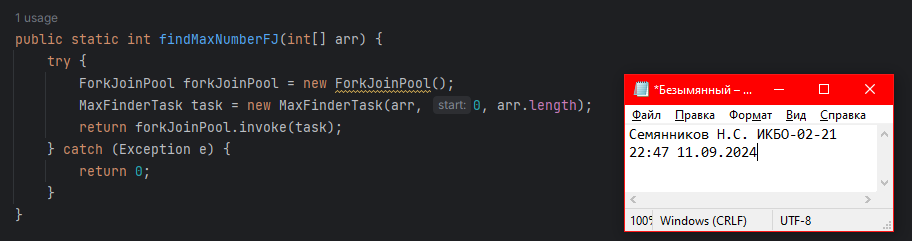 1 usage
public static int findMaxNumberFJ(int[] arr) {
try {
ForkJoinPool forkJoinPool = new ForkJoinPool();
MaxFinderTask task = new MaxFinderTask(arr, start: 0, arr.length);
return forkJoinPool.invoke(task);
} catch (Exception e) {
return 0;
}
}
*Безымянный – ...
Файл Правка Формат Вид Справка
Семянников Н.С. ИКБО-02-21
22:47 11.09.2024
100% Windows (CRLF) UTF-8